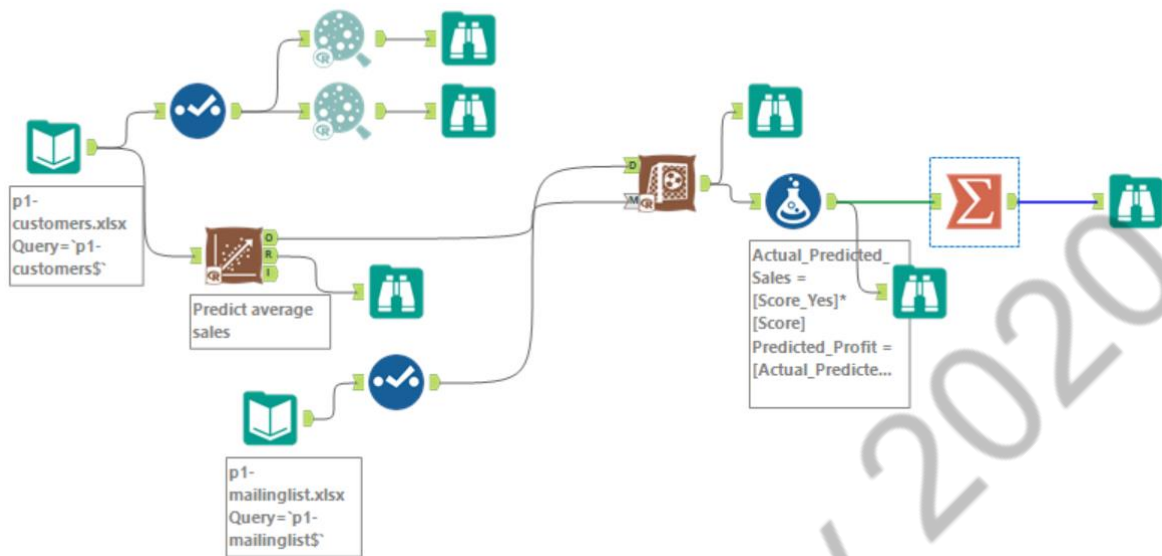 p1-
customers.xlsx
Query=`p1-
customers$`
O
R
I
Predict average
sales
p1-
mailinglist.xlsx
Query=`p1-
mailinglist$`
D
M
Actual_Predicted_
Sales =
[Score_Yes]*
[Score]
Predicted_Profit =
[Actual_Predicte...
2020